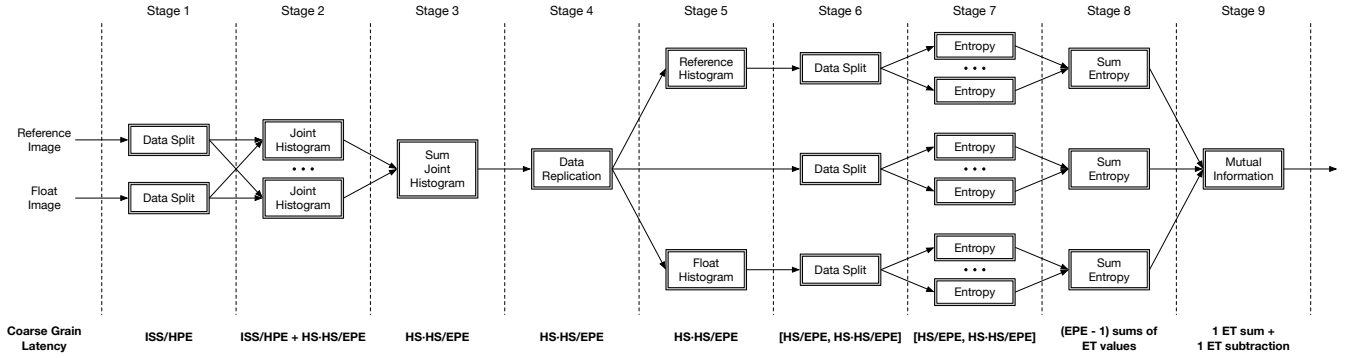 Stage 1
Stage 2
Stage 3
Stage 4
Stage 5
Stage 6
Stage 7
Stage 8
Stage 9
Reference
Image
Float
Image
Data Split
Data Split
Joint
Histogram
• • •
Joint
Histogram
Sum
Joint
Histogram
Data
Replication
Reference
Histogram
Float
Histogram
Data Split
Data Split
Data Split
Entropy
• • •
Entropy
Entropy
• • •
Entropy
Entropy
• • •
Entropy
Sum
Entropy
Sum
Entropy
Sum
Entropy
Mutual
Information
Coarse Grain
Latency
ISS/HPE
ISS/HPE + HS·HS/EPE
HS·HS/EPE
HS·HS/EPE
HS·HS/EPE
[HS/EPE, HS·HS/EPE]
[HS/EPE, HS·HS/EPE]
(EPE - 1) sums of
ET values
1 ET sum +
1 ET subtraction